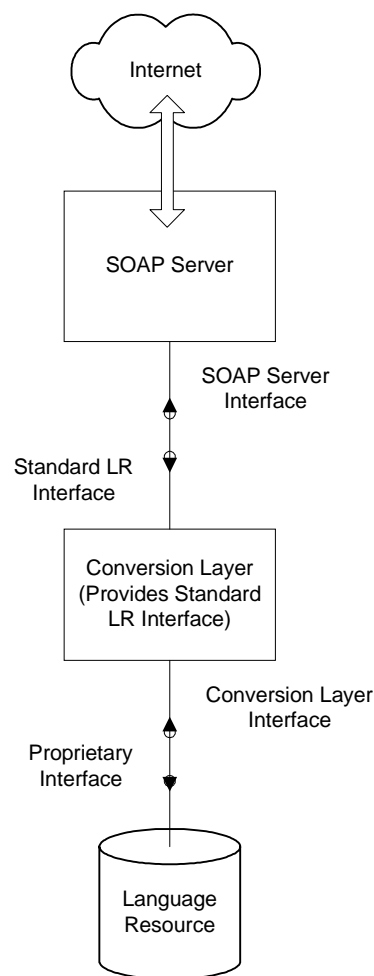 Internet
SOAP Server
SOAP Server
Interface
Standard LR
Interface
Conversion Layer
(Provides Standard
LR Interface)
Conversion Layer
Interface
Proprietary
Interface
Language
Resource